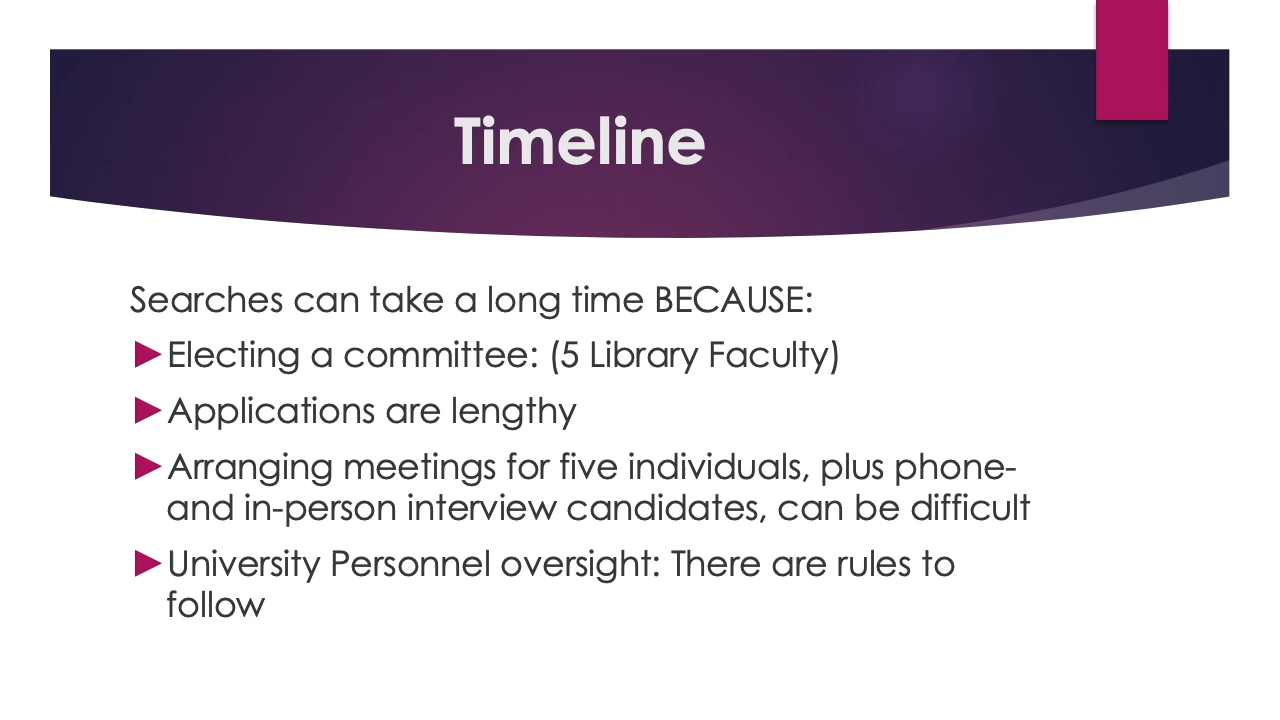 Timeline
Searches can take a long time BECAUSE:
►Electing a committee: (5 Library Faculty)
►Applications are lengthy
►Arranging meetings for five individuals, plus phone-
and in-person interview candidates, can be difficult
►University Personnel oversight: There are rules to
follow